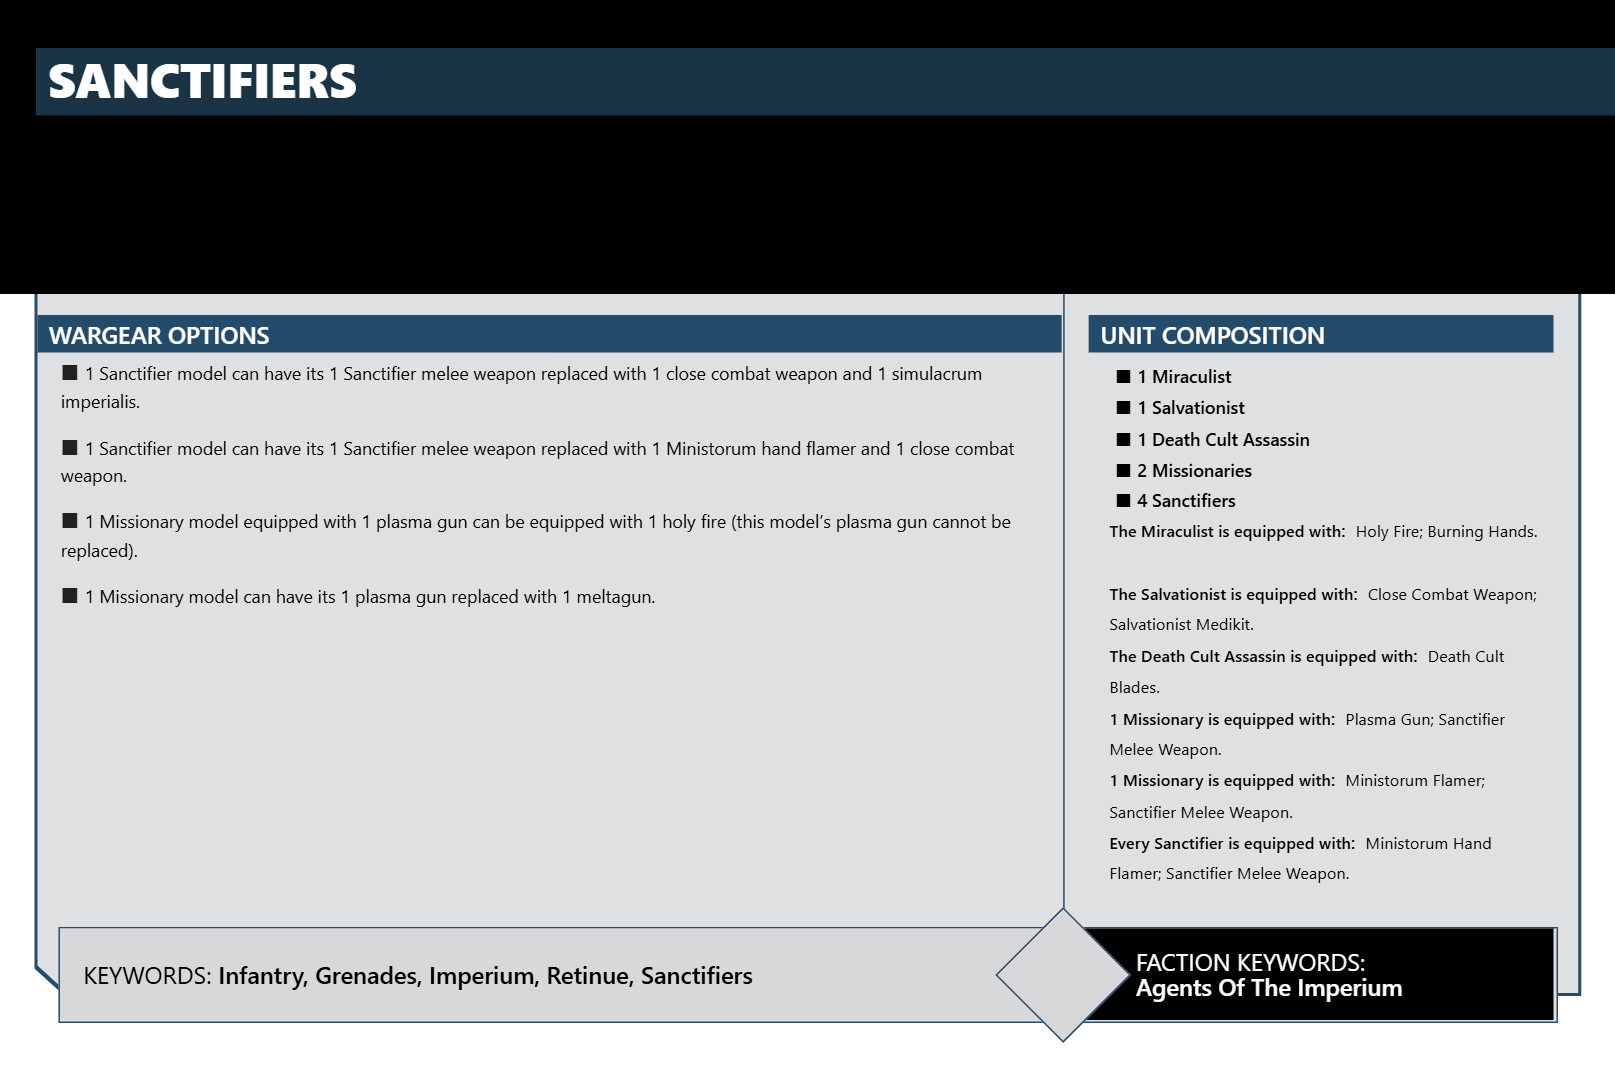 SANCTIFIERS
WARGEAR OPTIONS
■ 1 Sanctifier model can have its 1 Sanctifier melee weapon replaced with 1 close combat weapon and 1 simulacrum
imperialis.
■ 1 Sanctifier model can have its 1 Sanctifier melee weapon replaced with 1 Ministorum hand flamer and 1 close combat
weapon.
■ 1 Missionary model equipped with 1 plasma gun can be equipped with 1 holy fire (this model’s plasma gun cannot be
replaced).
■ 1 Missionary model can have its 1 plasma gun replaced with 1 meltagun.
UNIT COMPOSITION
■ 1 Miraculist
■ 1 Salvationist
■ 1 Death Cult Assassin
■ 2 Missionaries
■ 4 Sanctifiers
The Miraculist is equipped with: Holy Fire; Burning Hands.
The Salvationist is equipped with: Close Combat Weapon;
Salvationist Medikit.
The Death Cult Assassin is equipped with: Death Cult
Blades.
1 Missionary is equipped with: Plasma Gun; Sanctifier
Melee Weapon.
1 Missionary is equipped with: Ministorum Flamer;
Sanctifier Melee Weapon.
Every Sanctifier is equipped with: Ministorum Hand
Flamer; Sanctifier Melee Weapon.
KEYWORDS: Infantry, Grenades, Imperium, Retinue, Sanctifiers
FACTION KEYWORDS:
Agents Of The Imperium